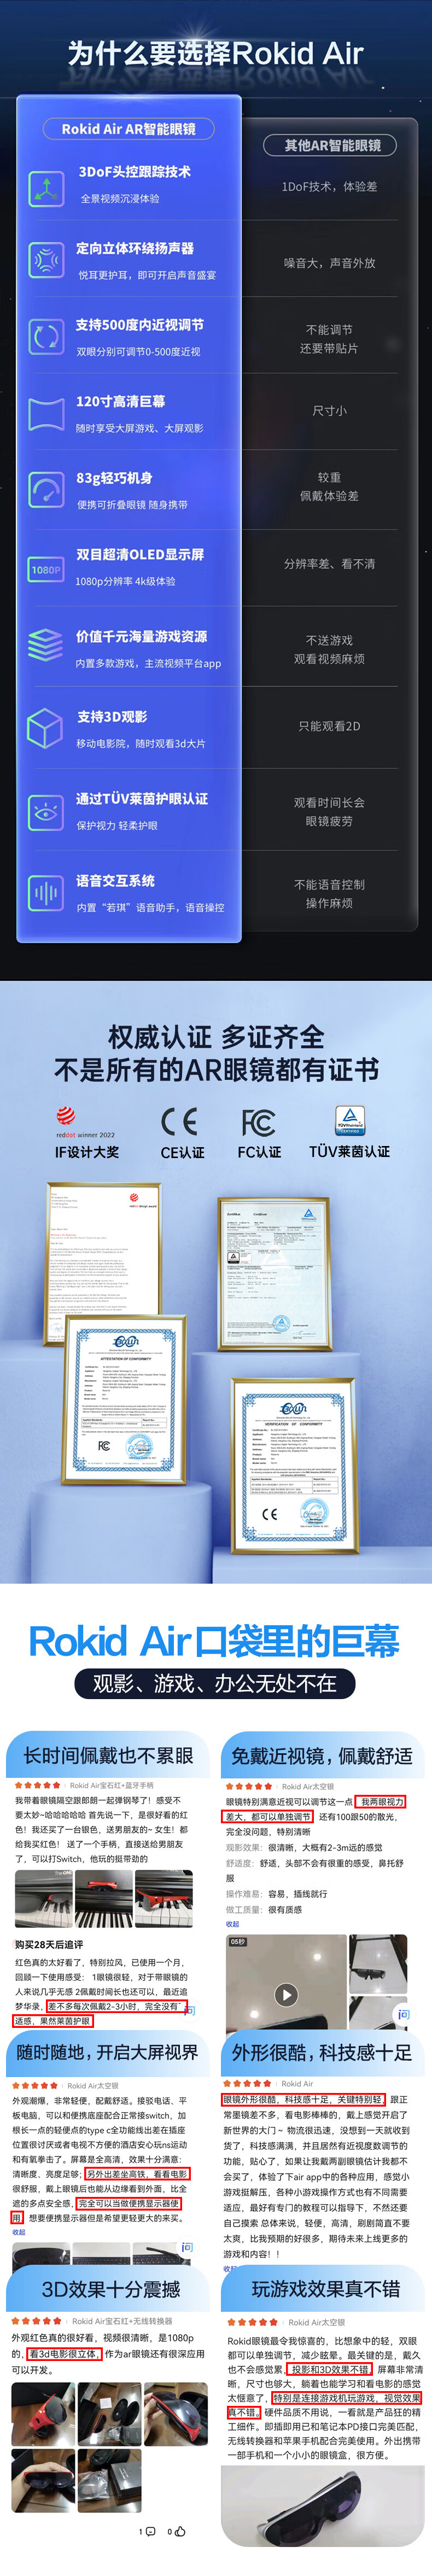 为什么要选择Rokid Air
Rokid Air AR智能眼镜
其他AR智能眼镜
3DoF头控跟踪技术
全景视频沉浸体验
1DoF技术，体验差
定向立体环绕扬声器
悦耳更护耳，即可开启声音盛宴
噪音大，声音外放
支持500度内近视调节
双眼分别可调节0-500度近视
不能调节
还要带贴片
120寸高清巨幕
随时享受大屏游戏、大屏观影
尺寸小
83g轻巧机身
便携可折叠眼镜 随身携带
较重
佩戴体验差
1080P
双目超清OLED显示屏
1080p分辨率 4k级体验
分辨率差、看不清
价值千元海量游戏资源
内置多款游戏，主流视频平台app
不送游戏
观看视频麻烦
支持3D观影
移动电影院，随时观看3d大片
只能观看2D
通过TÜV莱茵护眼认证
保护视力 轻柔护眼
观看时间长会
眼镜疲劳
语音交互系统
内置“若琪”语音助手，语音操控
不能语音控制
操作麻烦
权威认证 多证齐全
不是所有的AR眼镜都有证书
reddot winner 2022
IF设计大奖
CE认证
FC认证
TÜV莱茵认证
ATTESTATION OF CONFORMITY
VERIFICATION OF CONFORMITY
Rokid Air口袋里的巨幕
观影、游戏、办公无处不在
长时间佩戴也不累眼
Rokid Air宝石红+蓝牙手柄
我带着眼镜隔空跟郎朗一起弹钢琴了！感受不
要太妙~哈哈哈哈哈 首先说一下，是很好看的红
色！我还买了一台银色，送男朋友的~ 女生！都
给我买红色！ 送了一个手柄，直接送给男朋友
了，可以打Switch，他玩的挺带劲的
购买28天后追评
红色真的太好看了，特别拉风，已使用一个月，
回顾一下使用感受： 1眼镜很轻，对于带眼镜的
人来说几乎无感 2佩戴时间长也还可以，最近追
梦华录，差不多每次佩戴2-3小时，完全没有
适感，果然莱茵护眼
免戴近视镜，佩戴舒适
Rokid Air太空银
眼镜特别满意近视可以调节这一点，我两眼视力
差大，都可以单独调节，还有100跟50的散光，
完全没问题，特别清晰
观影效果：很清晰，大概有2-3m远的感觉
舒适度：舒适，头部不会有很重的感受，鼻托舒
服
操作难易：容易，插线就行
做工质量：很有质感
收起
05秒
问
随时随地，开启大屏视界
Rokid Air太空银
外观潮爆，非常轻便，配戴舒适。接驳电话、平
板电脑，可以和便携底座配合正常接switch，加
根长一点的轻便点的type c全功能线出差在插座
位置很讨厌或者电视不方便的酒店安心玩ns运动
和有氧拳击了。屏幕是全高清，效果十分满意：
清晰度、亮度足够；另外出差坐高铁，看看电影
很舒服，戴上眼镜后也能从边缘看到外面，比全
遮的多点安全感，完全可以当做便携显示器使
用，想要便携显示器但是希望更轻更大的来买。
收起
问
外形很酷，科技感十足
Rokid Air
眼镜外形很酷，科技感十足，关键特别轻，跟正
常墨镜差不多，看电影棒棒的，戴上感觉开启了
新世界的大门～ 物流很迅速，没想到一天就收到
货了，科技感满满，并且居然有近视度数调节的
功能，贴心了，如果让我戴两副眼镜估计我都不
会买了，体验了下air app中的各种应用，感觉小
游戏挺解压，各种小游戏操作方式也有不同需要
适应，最好有专门的教程可以指导下，不然还要
自己摸索 总体来说，轻便，高清，刷剧简直不要
太爽，比我预期的好很多，期待未来上线更多的
游戏和内容！！
3D效果十分震撼
Rokid Air宝石红+无线转换器
外观红色真的很好看，视频很清晰，是1080p
的，看3d电影很立体，作为ar眼镜还有很深应用
可以开发。
1
0
玩游戏效果真不错
Rokid Air太空银
Rokid眼镜最令我惊喜的，比想象中的轻，双眼
都可以单独调节，减少眩晕。最关键的是，戴久
也不会感觉累，投影和3D效果不错，屏幕非常清
晰，尺寸也够大，躺着也能学习和看电影的感觉
太惬意了，特别是连接游戏机玩游戏，视觉效果
真不错。硬件品质不用说，一看就是产品狂的精
工细作。即插即用已和笔记本PD接口完美匹配，
无线转换器和苹果手机配合完美使用。外出携带
一部手机和一个小小的眼镜盒，很方便。